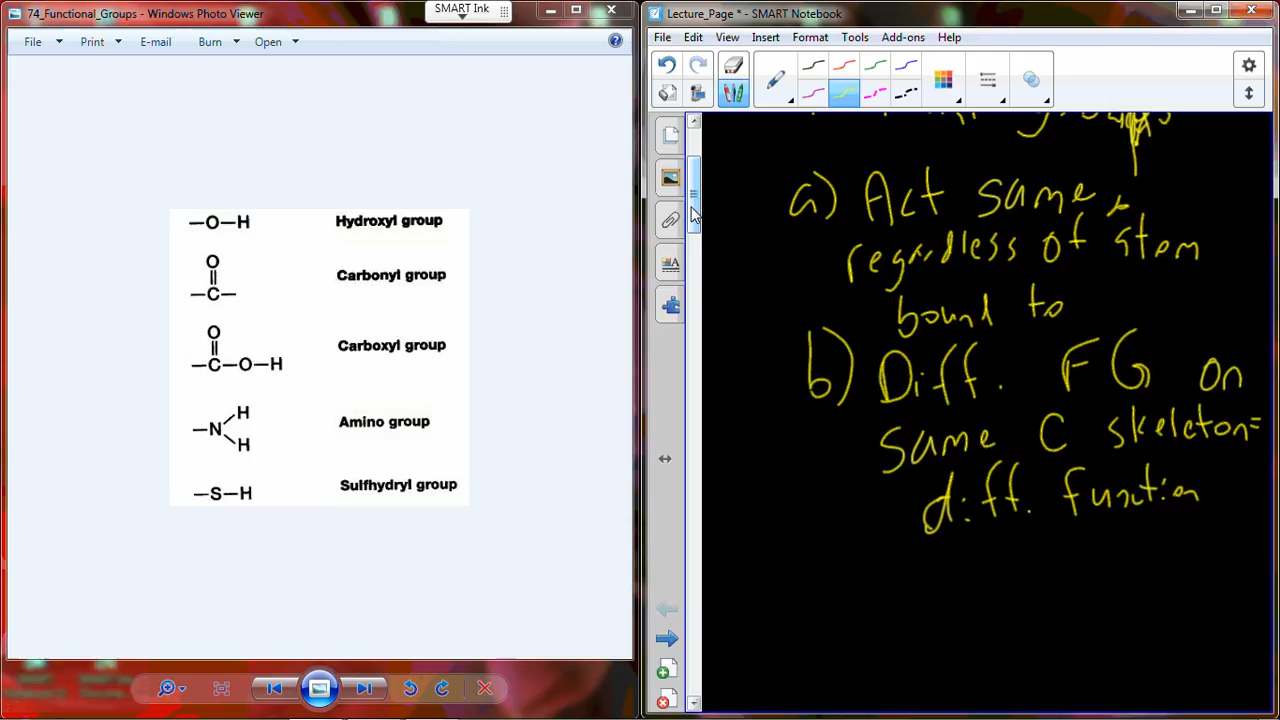 74_Functional_Groups - Windows Photo Viewer
SMART Ink
File Print E-mail Burn Open
O H
Hydroxyl group
O
C
Carbonyl group
O
C O H
Carboxyl group
H
N
H
Amino group
S H
Sulfhydryl group
Lecture_Page * - SMART Notebook
File Edit View Insert Format Tools Add-ons Help
a) Act same
regardless of atom
bound to
b) Diff. FG on
same C skeleton=
diff. function